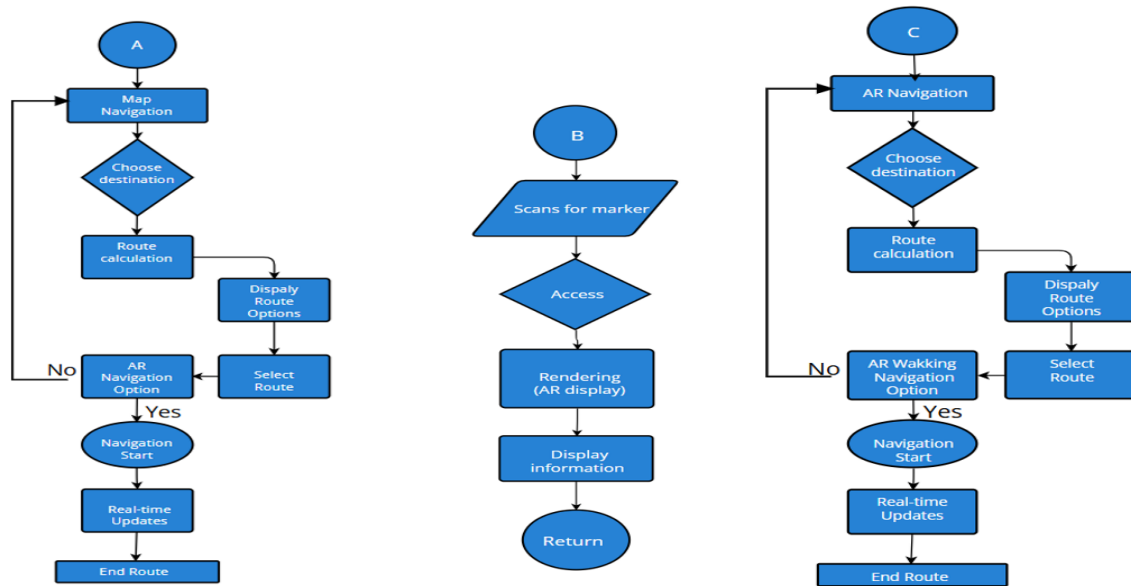 A
Map
Navigation
Choose
destination
Route
calculation
Dispaly
Route
Options
Select
Route
AR
Navigation
Option
No
Yes
Navigation
Start
Real-time
Updates
End Route
B
Scans for marker
Access
Rendering
(AR display)
Display
information
Return
C
AR Navigation
Choose
destination
Route
calculation
Dispaly
Route
Options
Select
Route
AR Wakking
Navigation
Option
No
Yes
Navigation
Start
Real-time
Updates
End Route